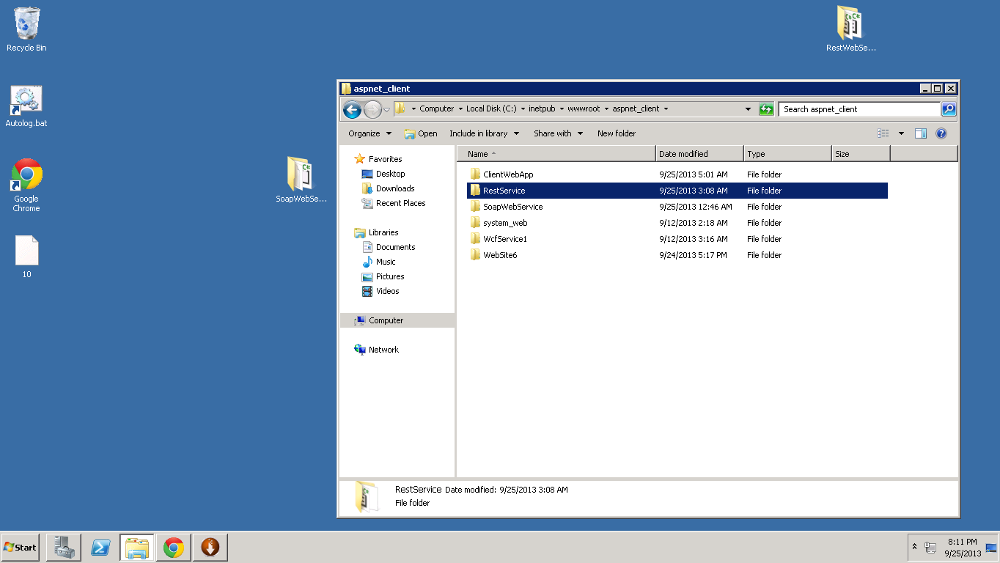 Recycle Bin
RestWebSe...
Autolog.bat
SoapWebSe...
Google
Chrome
10
aspnet_client
Computer Local Disk (C:) inetpub wwwroot aspnet_client
Search aspnet_client
Organize Open Include in library Share with New folder
Favorites
Desktop
Downloads
Recent Places
Libraries
Documents
Music
Pictures
Videos
Computer
Network
Name Date modified Type Size
ClientWebApp 9/25/2013 5:01 AM File folder
RestService 9/25/2013 3:08 AM File folder
SoapWebService 9/25/2013 12:46 AM File folder
system_web 9/12/2013 2:18 AM File folder
WcfService1 9/12/2013 3:16 AM File folder
WebSite6 9/24/2013 5:17 PM File folder
RestService Date modified: 9/25/2013 3:08 AM
File folder
Start
8:11 PM
9/25/2013